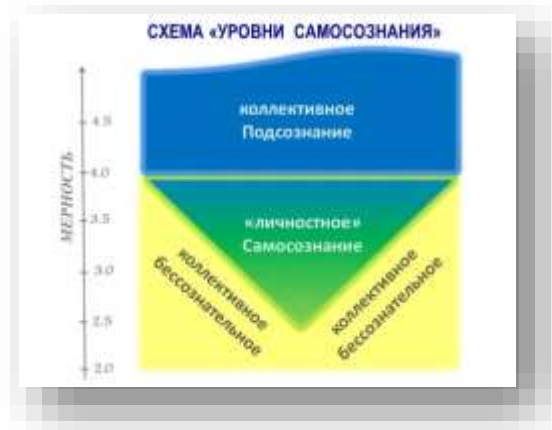 СХЕМА «УРОВНИ САМОСОЗНАНИЯ»
коллективное
Подсознание
МЕРНОСТЬ
4.5
4.0
3.5
3.0
2.5
2.0
«личностное»
Самосознание
коллективное
бессознательное
коллективное
бессознательное